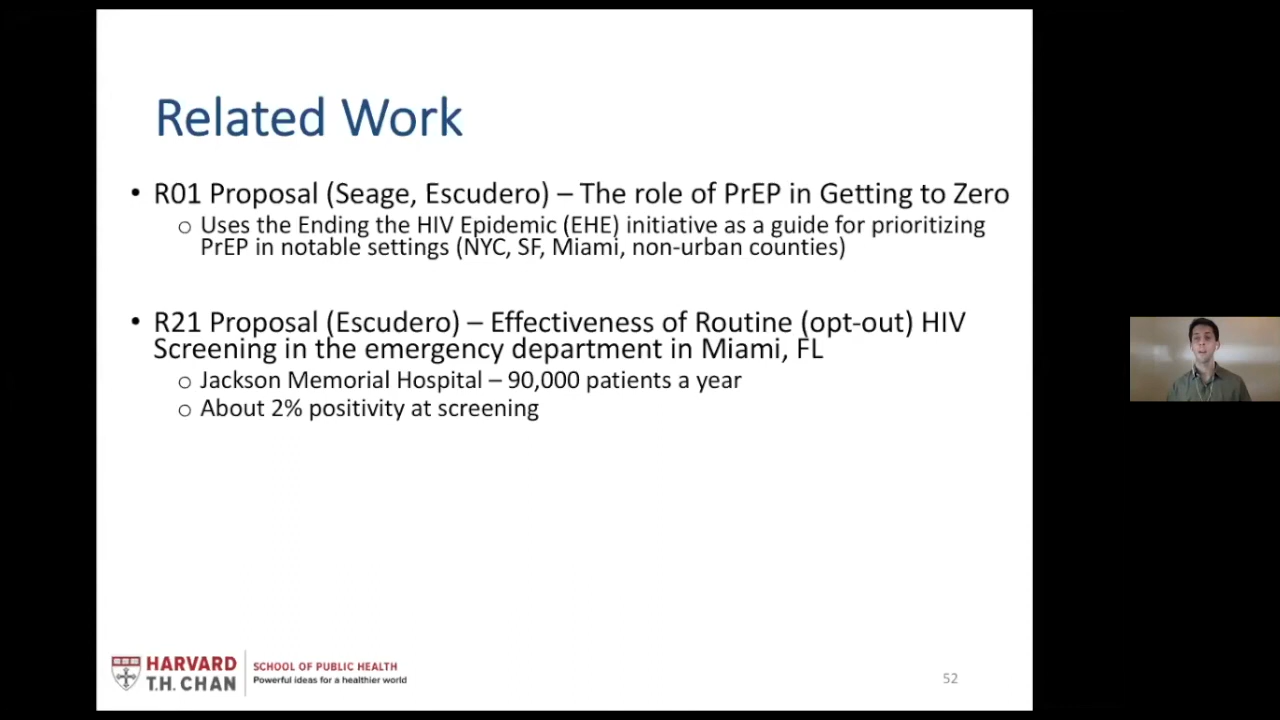 Related Work
• R01 Proposal (Seage, Escudero) – The role of PrEP in Getting to Zero
o Uses the Ending the HIV Epidemic (EHE) initiative as a guide for prioritizing
PrEP in notable settings (NYC, SF, Miami, non-urban counties)
• R21 Proposal (Escudero) – Effectiveness of Routine (opt-out) HIV
Screening in the emergency department in Miami, FL
o Jackson Memorial Hospital – 90,000 patients a year
o About 2% positivity at screening
HARVARD
T.H. CHAN
SCHOOL OF PUBLIC HEALTH
Powerful ideas for a healthier world
52